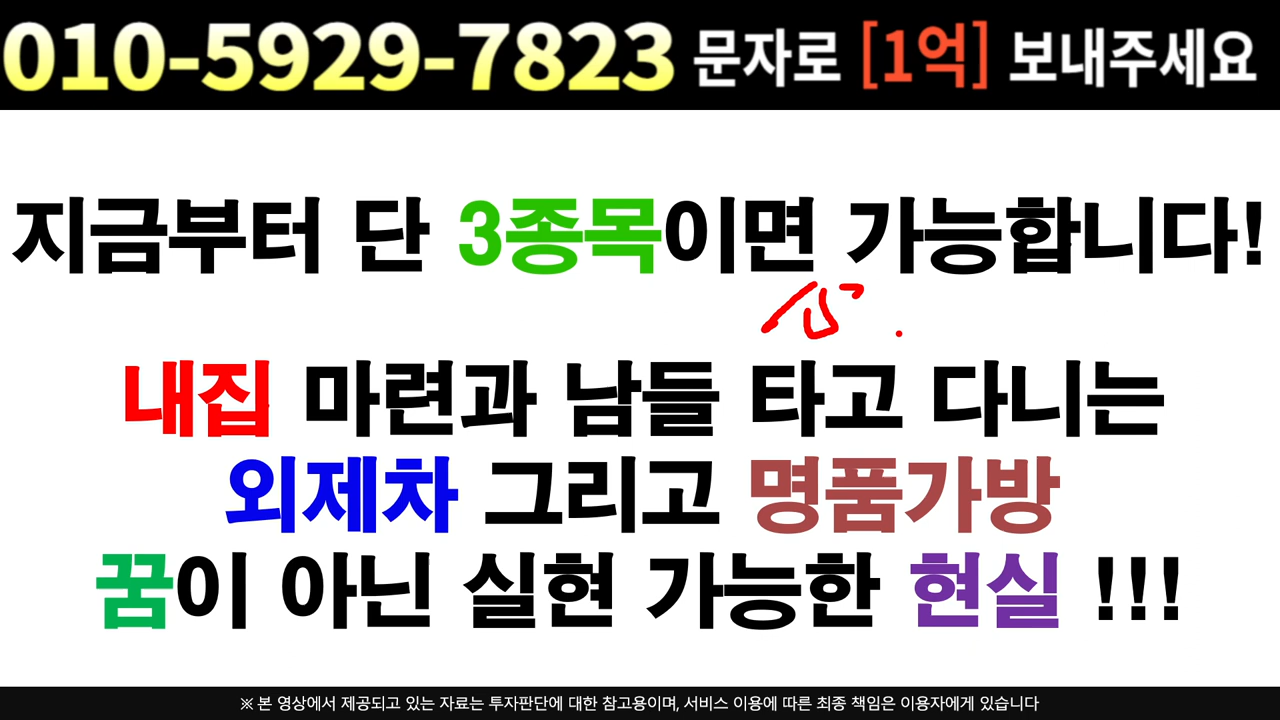 010-5929-7823 문자로 [1억] 보내주세요
지금부터 단 3종목이면 가능합니다!
내집 마련과 남들 타고 다니는
외제차 그리고 명품가방
꿈이 아닌 실현 가능한 현실 !!!
※ 본 영상에서 제공되고 있는 자료는 투자판단에 대한 참고용이며, 서비스 이용에 따른 최종 책임은 이용자에게 있습니다